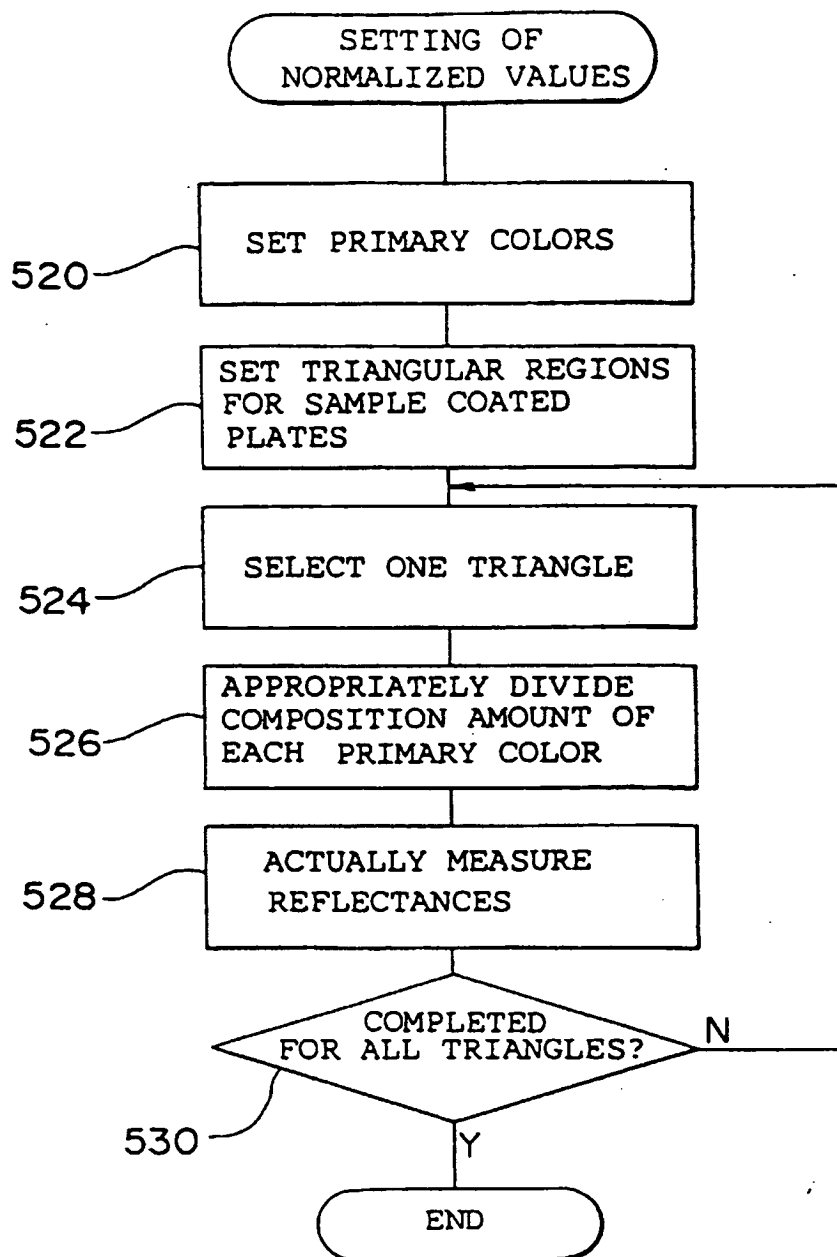 SETTING OF
NORMALIZED VALUES
520
SET PRIMARY COLORS
522
SET TRIANGULAR REGIONS
FOR SAMPLE COATED
PLATES
524
SELECT ONE TRIANGLE
526
APPROPRIATELY DIVIDE
COMPOSITION AMOUNT OF
EACH PRIMARY COLOR
528
ACTUALLY MEASURE
REFLECTANCES
530
COMPLETED
FOR ALL TRIANGLES?
N
Y
END